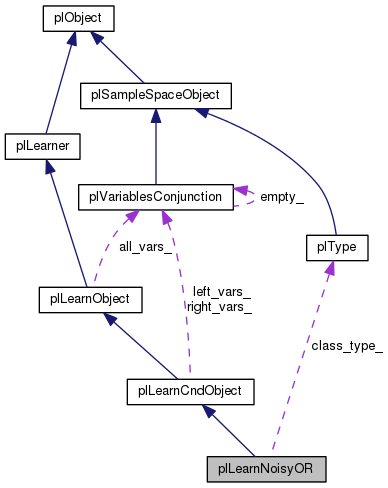 plObject
plSampleSpaceObject
plLearner
plVariablesConjunction
empty_
all_vars_
plType
left_vars_
right_vars_
plLearnObject
class_type_
plLearnCndObject
plLearnNoisyOR